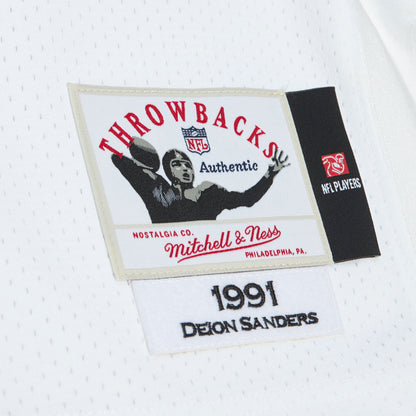 THROWBACKS
NFL
Authentic
NFL PLAYERS
NOSTALGIA CO.
Mitchell & Ness
PHILADELPHIA, PA.
1991
DEION SANDERS